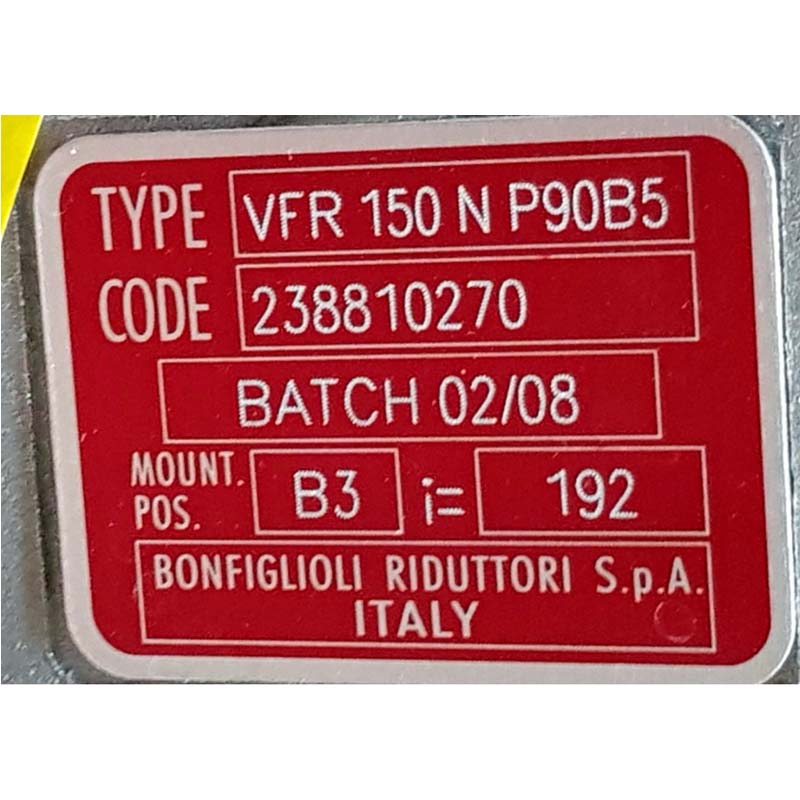 TYPE VFR 150 N P90B5
CODE 238810270
BATCH 02/08
MOUNT. POS. B3 i= 192
BONFIGLIOLI RIDUTTORI S.p.A.
ITALY